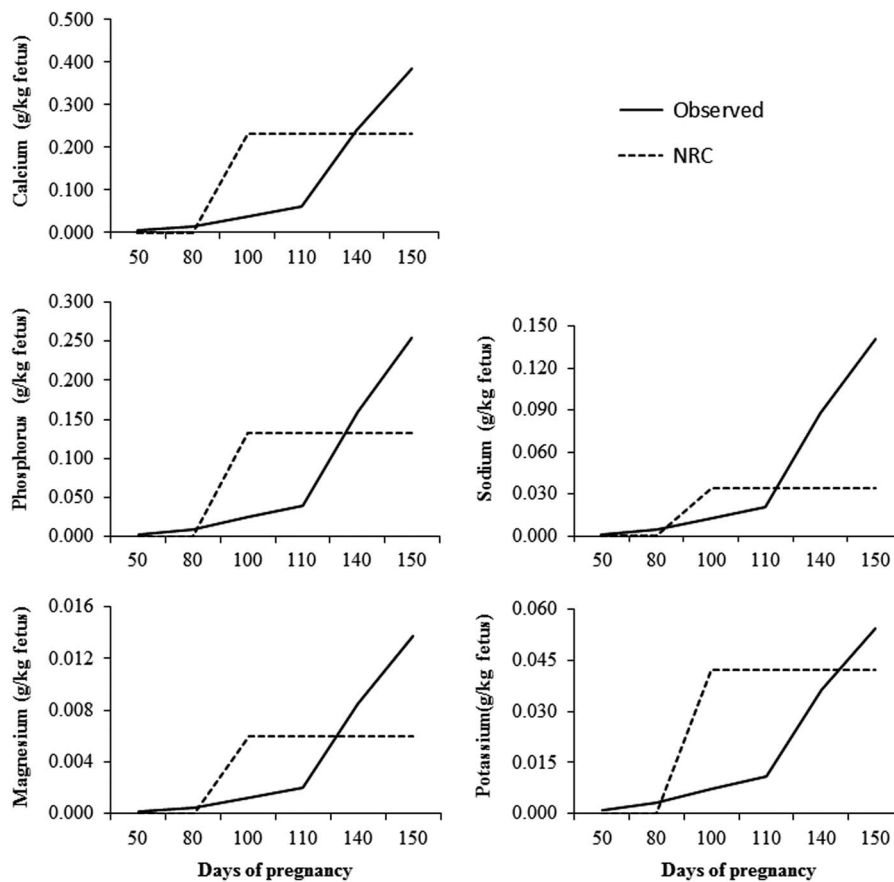 Calcium (g/kg fetus)
0.500
0.400
0.300
0.200
0.100
0.000
50 80 100 110 140 150
Observed
NRC
Phosphorus (g/kg fetus)
0.300
0.250
0.200
0.150
0.100
0.050
0.000
50 80 100 110 140 150
Sodium (g/kg fetus)
0.150
0.120
0.090
0.060
0.030
0.000
50 80 100 110 140 150
Magnesium (g/kg fetus)
0.016
0.012
0.008
0.004
0.000
50 80 100 110 140 150
Days of pregnancy
Potassium(g/kg fetus)
0.060
0.045
0.030
0.015
0.000
50 80 100 110 140 150
Days of pregnancy